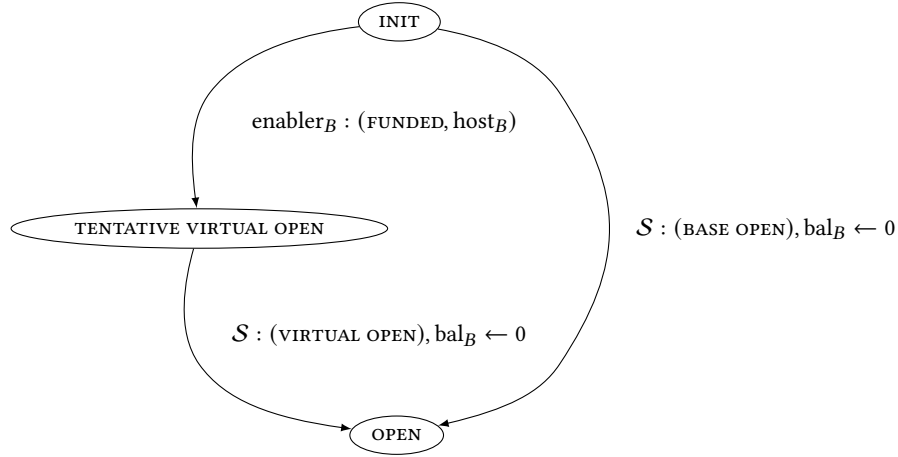 INIT
enabler_B : (FUNDED, host_B)
TENTATIVE VIRTUAL OPEN
𝒮 : (BASE OPEN), bal_B ← 0
𝒮 : (VIRTUAL OPEN), bal_B ← 0
OPEN